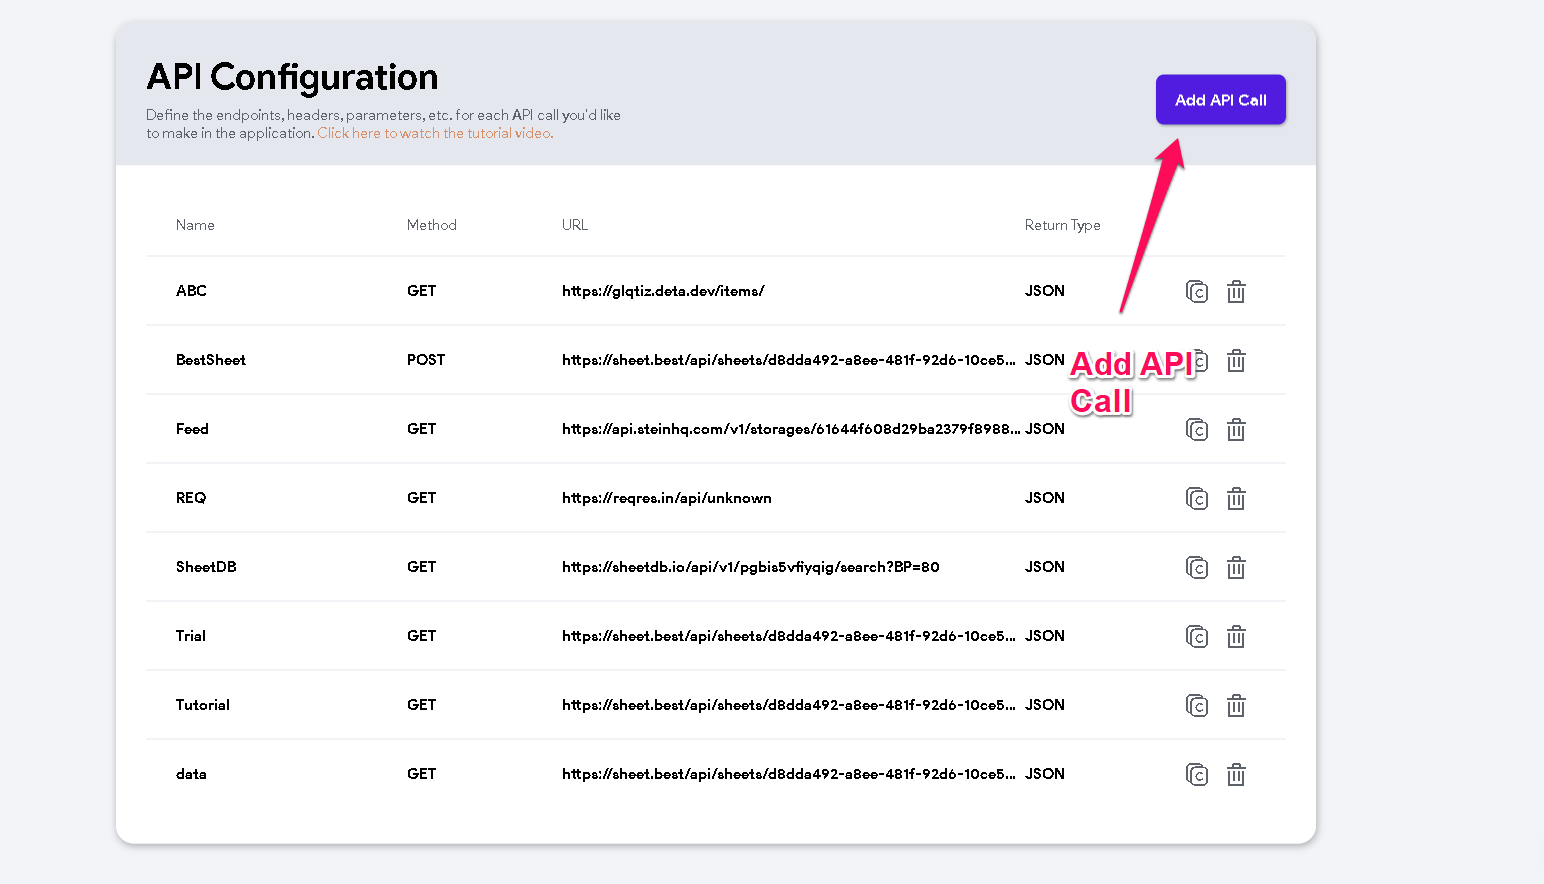 API Configuration
Define the endpoints, headers, parameters, etc. for each API call you'd like
to make in the application. Click here to watch the tutorial video.
Add API Call
Name Method URL Return Type
ABC GET https://glqtiz.deta.dev/items/ JSON
BestSheet POST https://sheet.best/api/sheets/d8dda492-a8ee-481f-92d6-10ce5... JSON
Add API
Call
Feed GET https://api.steinhq.com/v1/storages/61644f608d29ba2379f8988... JSON
REQ GET https://reqres.in/api/unknown JSON
SheetDB GET https://sheetdb.io/api/v1/pgbis5vfiyqig/search?BP=80 JSON
Trial GET https://sheet.best/api/sheets/d8dda492-a8ee-481f-92d6-10ce5... JSON
Tutorial GET https://sheet.best/api/sheets/d8dda492-a8ee-481f-92d6-10ce5... JSON
data GET https://sheet.best/api/sheets/d8dda492-a8ee-481f-92d6-10ce5... JSON